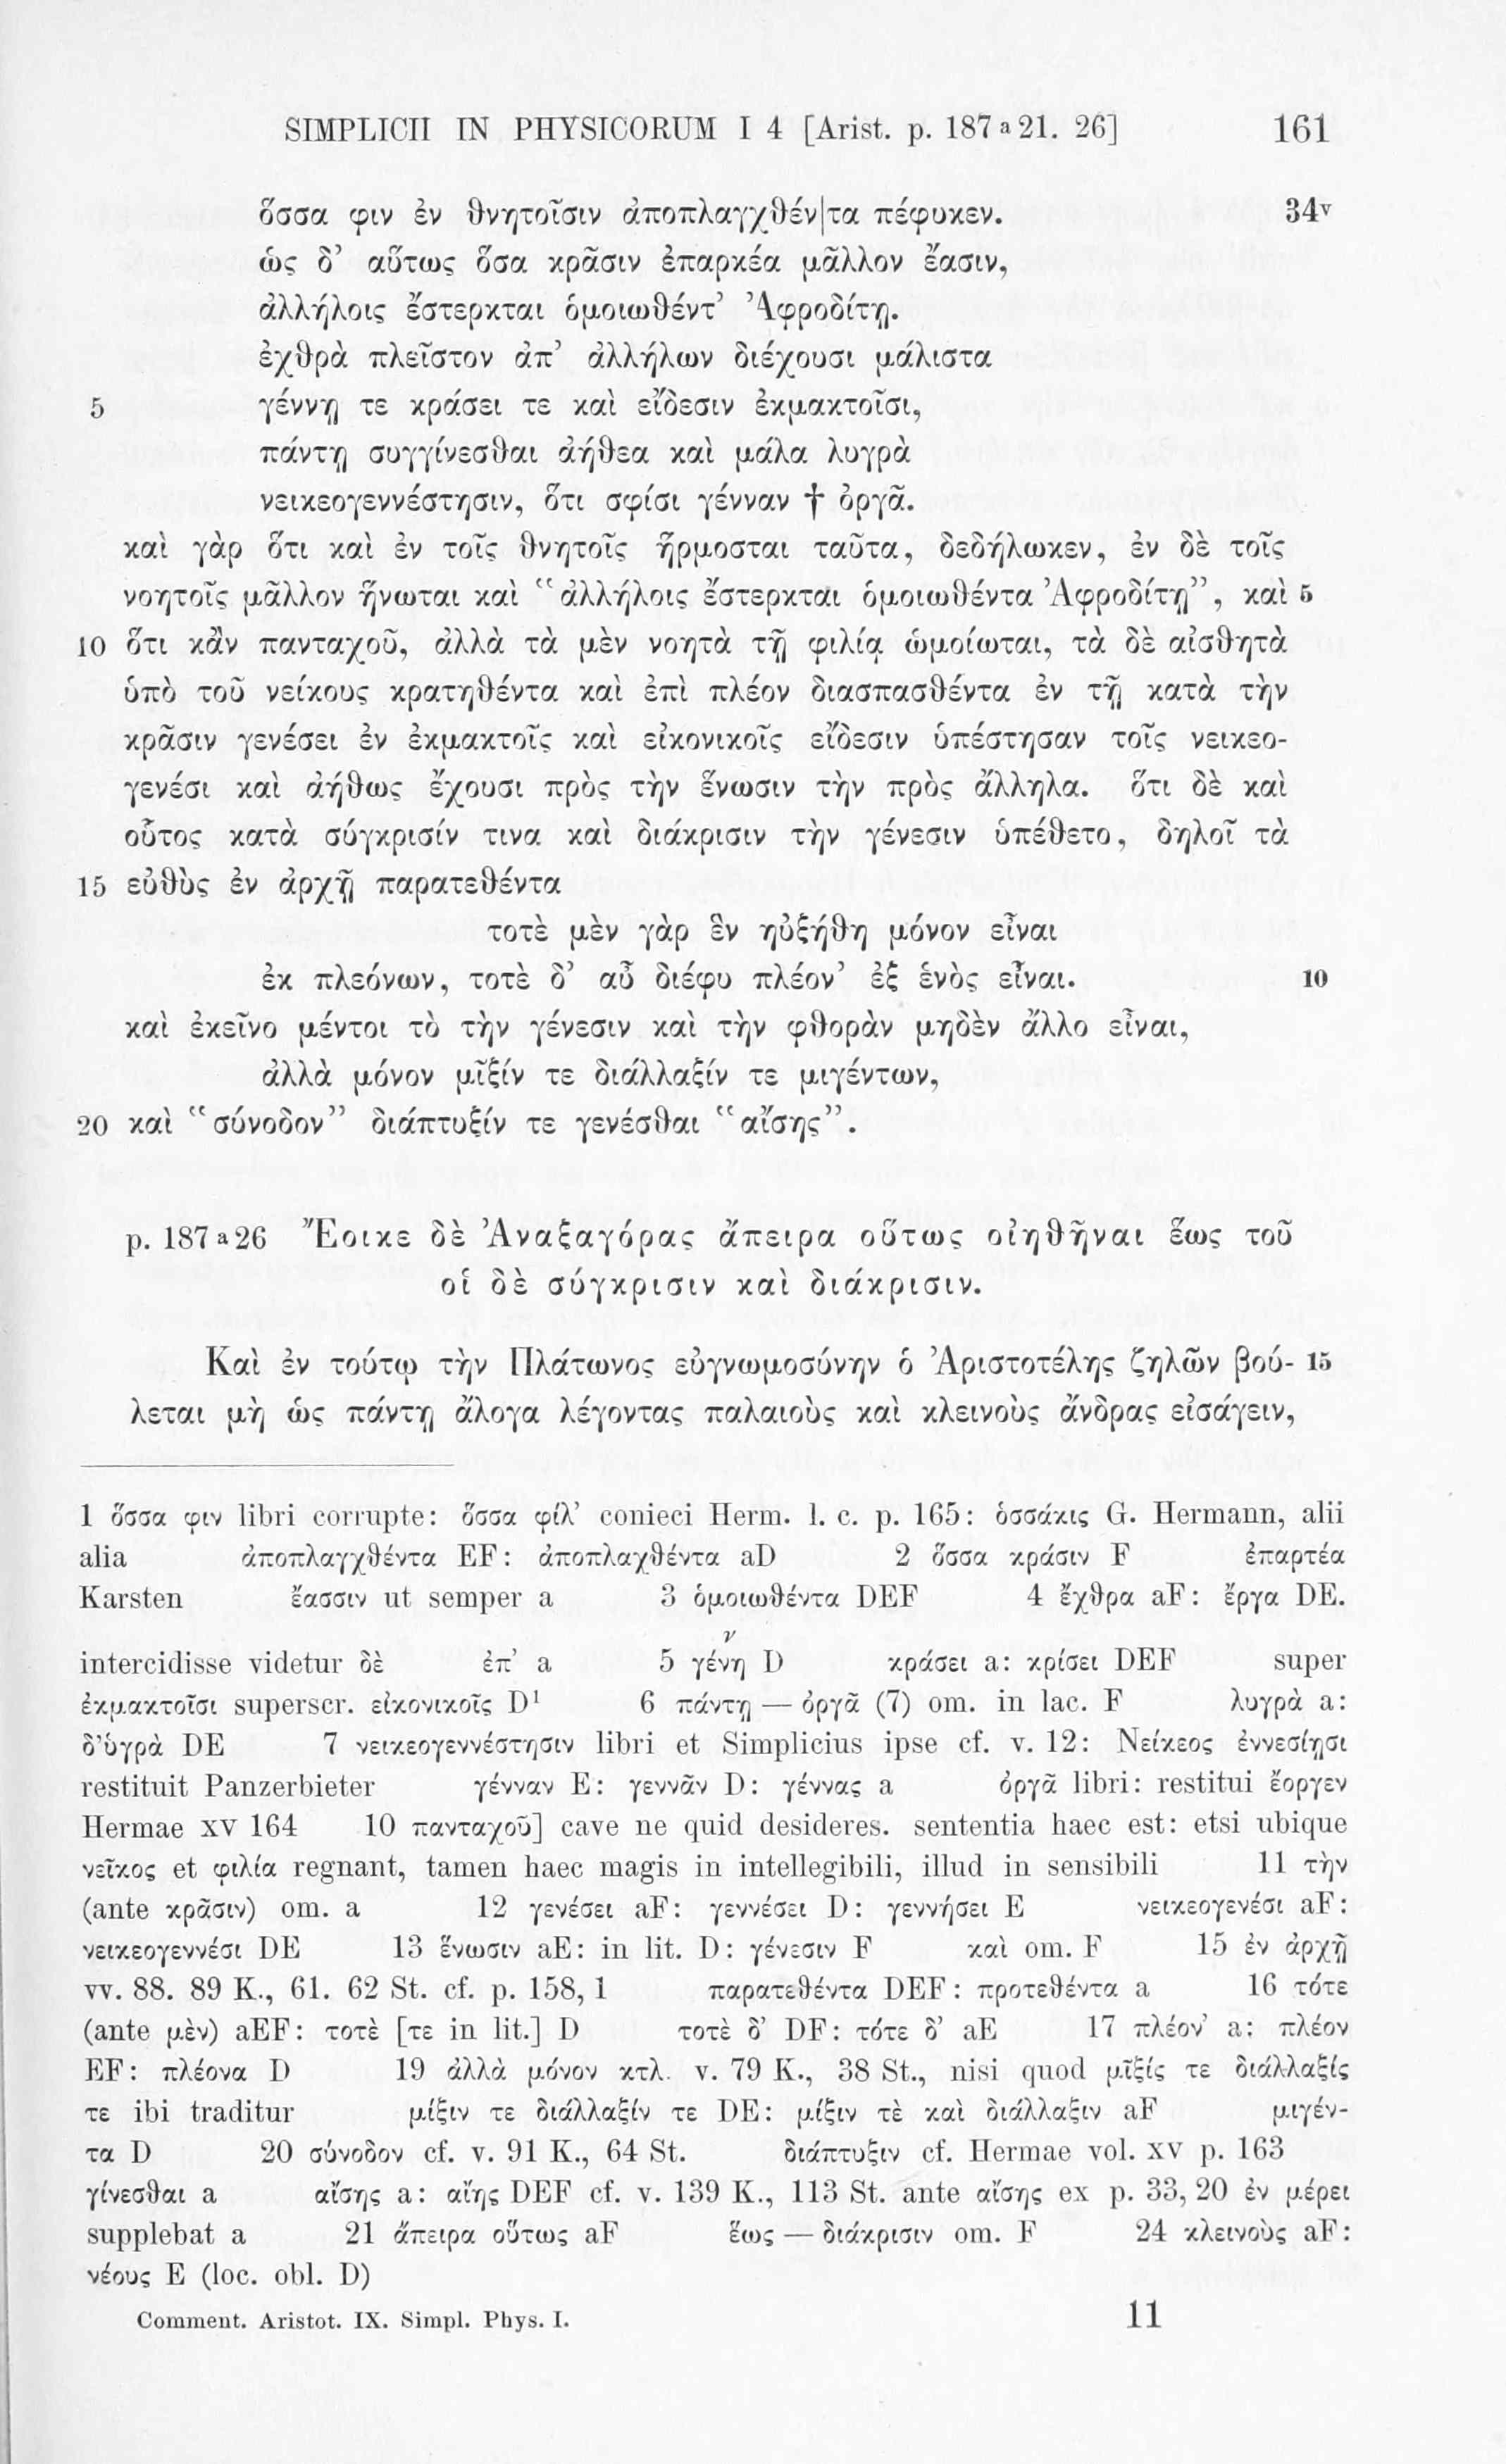 SIMPLICII IN PHYSICORUM I 4 [Arist. p. 187 a 21. 26] 161
ὅσσα φιν ἐν θνητοῖσιν ἀποπλαγχθέν|τα πέφυκεν. 34v
ὡς δ’ αὕτως ὅσα κρᾶσιν ἐπαρκέα μᾶλλον ἔασιν,
ἀλλήλοις ἔστερκται ὁμοιωθέντ’ Ἀφροδίτῃ.
ἐχθρὰ πλεῖστον ἀπ’ ἀλλήλων διέχουσι μάλιστα
5 γέννῃ τε κράσει τε καὶ εἴδεσιν ἐκμακτοῖσι,
πάντῃ συγγίνεσθαι ἀήθεα καὶ μάλα λυγρὰ
νεικεογεννέστησιν, ὅτι σφίσι γένναν † ὀργᾶ.
καὶ γὰρ ὅτι καὶ ἐν τοῖς θνητοῖς ἥρμοσται ταῦτα, δεδήλωκεν, ἐν δὲ τοῖς
νοητοῖς μᾶλλον ἥνωται καὶ “ἀλλήλοις ἔστερκται ὁμοιωθέντα Ἀφροδίτῃ”, καὶ 5
10 ὅτι κἂν πανταχοῦ, ἀλλὰ τὰ μὲν νοητὰ τῇ φιλίᾳ ὡμοίωται, τὰ δὲ αἰσθητὰ
ὑπὸ τοῦ νείκους κρατηθέντα καὶ ἐπὶ πλέον διασπασθέντα ἐν τῇ κατὰ τὴν
κρᾶσιν γενέσει ἐν ἐκμακτοῖς καὶ εἰκονικοῖς εἴδεσιν ὑπέστησαν τοῖς νεικεο-
γενέσι καὶ ἀήθως ἔχουσι πρὸς τὴν ἕνωσιν τὴν πρὸς ἄλληλα. ὅτι δὲ καὶ
οὗτος κατὰ σύγκρισίν τινα καὶ διάκρισιν τὴν γένεσιν ὑπέθετο, δηλοῖ τὰ
15 εὐθὺς ἐν ἀρχῇ παρατεθέντα
τοτὲ μὲν γὰρ ἓν ηὐξήθη μόνον εἶναι
ἐκ πλεόνων, τοτὲ δ’ αὖ διέφυ πλέον’ ἐξ ἑνὸς εἶναι. 10
καὶ ἐκεῖνο μέντοι τὸ τὴν γένεσιν καὶ τὴν φθορὰν μηδὲν ἄλλο εἶναι,
ἀλλὰ μόνον μῖξίν τε διάλλαξίν τε μιγέντων,
20 καὶ “σύνοδον” διάπτυξίν τε γενέσθαι “αἴσης”.
p. 187 a 26 Ἔοικε δὲ Ἀναξαγόρας ἄπειρα οὕτως οἰηθῆναι ἕως τοῦ
οἱ δὲ σύγκρισιν καὶ διάκρισιν.
Καὶ ἐν τούτῳ τὴν Πλάτωνος εὐγνωμοσύνην ὁ Ἀριστοτέλης ζηλῶν βού- 15
λεται μὴ ὡς πάντῃ ἄλογα λέγοντας παλαιοὺς καὶ κλεινοὺς ἄνδρας εἰσάγειν,
1 ὅσσα φιν libri corrupte: ὅσσα φίλ’ conieci Herm. l. c. p. 165: ὁσσάκις G. Hermann, alii
alia ἀποπλαγχθέντα EF: ἀποπλαχθέντα aD 2 ὅσσα κράσιν F ἐπαρτέα
Karsten ἔασσιν ut semper a 3 ὁμοιωθέντα DEF 4 ἔχθρα aF: ἔργα DE.
intercidisse videtur δὲ ἐπ’ a 5 γένῃ D κράσει a: κρίσει DEF super
ν
ἐκμακτοῖσι superscr. εἰκονικοῖς D¹ 6 πάντῃ — ὀργᾶ (7) om. in lac. F λυγρὰ a:
δ’ὑγρὰ DE 7 νεικεογεννέστησιν libri et Simplicius ipse cf. v. 12: Νείκεος ἐννεσίῃσι
restituit Panzerbieter γένναν E: γεννᾶν D: γέννας a ὀργᾶ libri: restitui ἔοργεν
Hermae XV 164 10 πανταχοῦ] cave ne quid desideres. sententia haec est: etsi ubique
νεῖκος et φιλία regnant, tamen haec magis in intellegibili, illud in sensibili 11 τὴν
(ante κρᾶσιν) om. a 12 γενέσει aF: γεννέσει D: γεννήσει E νεικεογενέσι aF:
νεικεογεννέσι DE 13 ἕνωσιν aE: in lit. D: γένεσιν F καὶ om. F 15 ἐν ἀρχῇ
vv. 88. 89 K., 61. 62 St. cf. p. 158, 1 παρατεθέντα DEF: προτεθέντα a 16 τότε
(ante μὲν) aEF: τοτὲ [τε in lit.] D τοτὲ δ’ DF: τότε δ’ aE 17 πλέον’ a: πλέον
EF: πλέονα D 19 ἀλλὰ μόνον κτλ. v. 79 K., 38 St., nisi quod μῖξίς τε διάλλαξίς
τε ibi traditur μίξιν τε διάλλαξίν τε DE: μίξιν τὲ καὶ διάλλαξιν aF μιγέν-
τα D 20 σύνοδον cf. v. 91 K., 64 St. διάπτυξιν cf. Hermae vol. XV p. 163
γίνεσθαι a αἴσης a: αἴης DEF cf. v. 139 K., 113 St. ante αἴσης ex p. 33, 20 ἐν μέρει
supplebat a 21 ἄπειρα οὕτως aF ἕως — διάκρισιν om. F 24 κλεινοὺς aF:
νέους E (loc. obl. D)
Comment. Aristot. IX. Simpl. Phys. I. 11